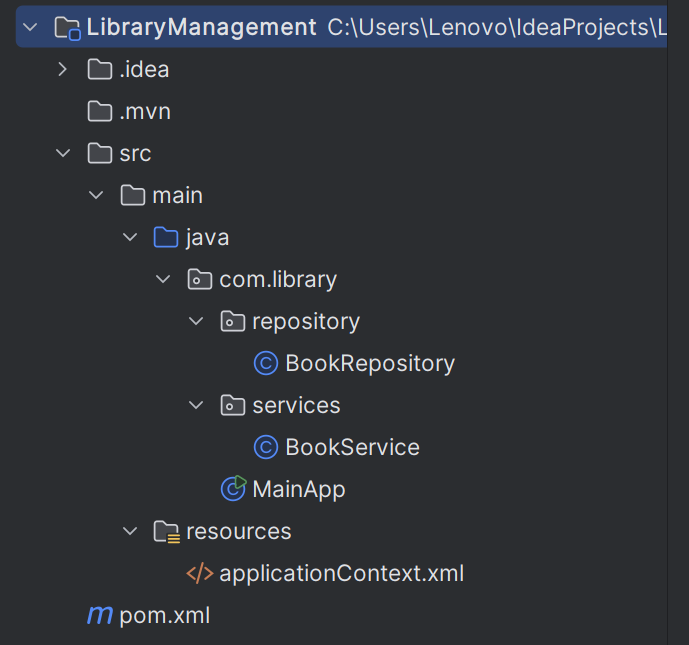 LibraryManagement C:\Users\Lenovo\IdeaProjects\L
.idea
.mvn
src
main
java
com.library
repository
BookRepository
services
BookService
MainApp
resources
applicationContext.xml
pom.xml